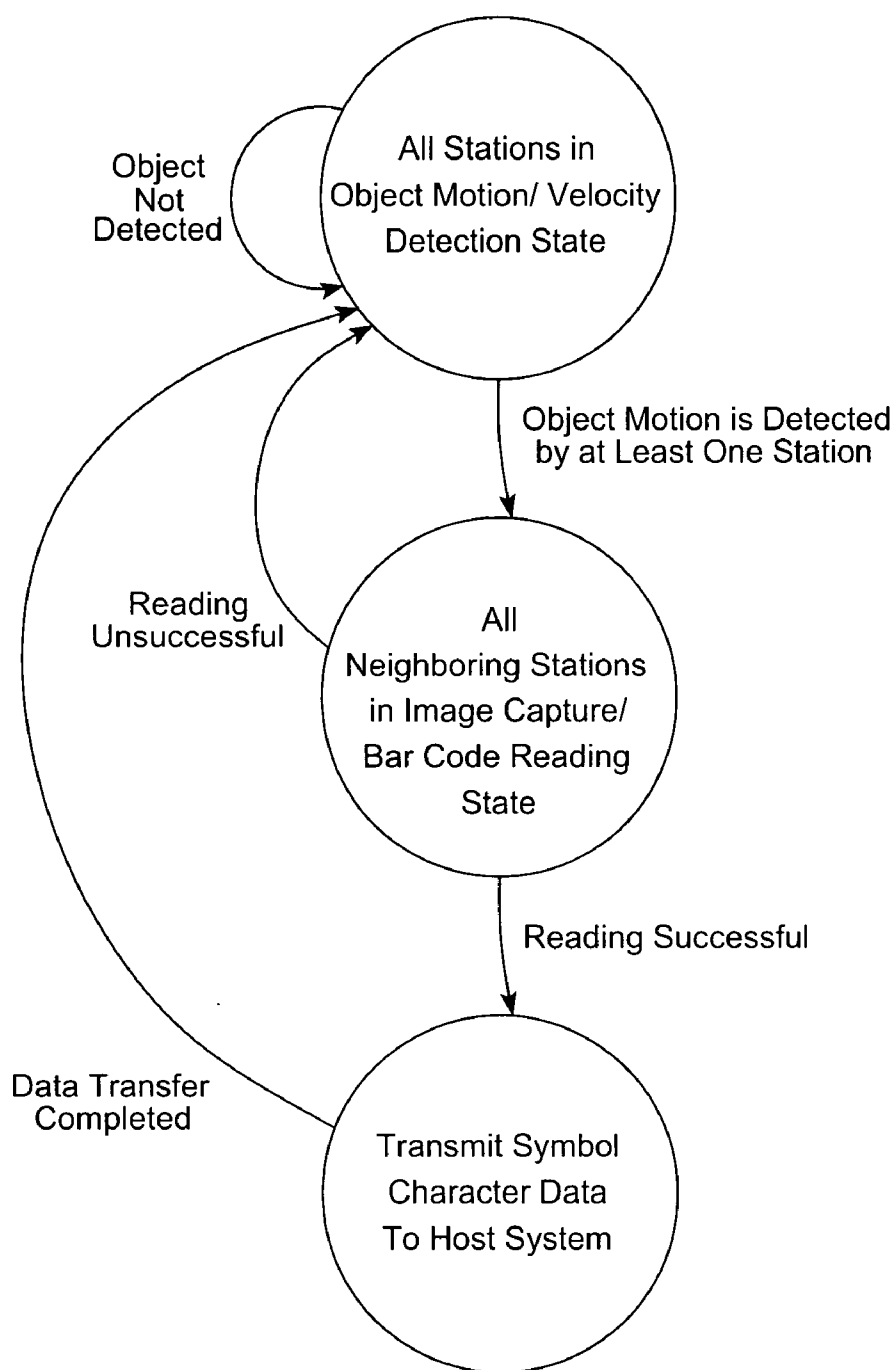 Object
Not
Detected
All Stations in
Object Motion/ Velocity
Detection State
Object Motion is Detected
by at Least One Station
Reading
Unsuccessful
All
Neighboring Stations
in Image Capture/
Bar Code Reading
State
Reading Successful
Data Transfer
Completed
Transmit Symbol
Character Data
To Host System